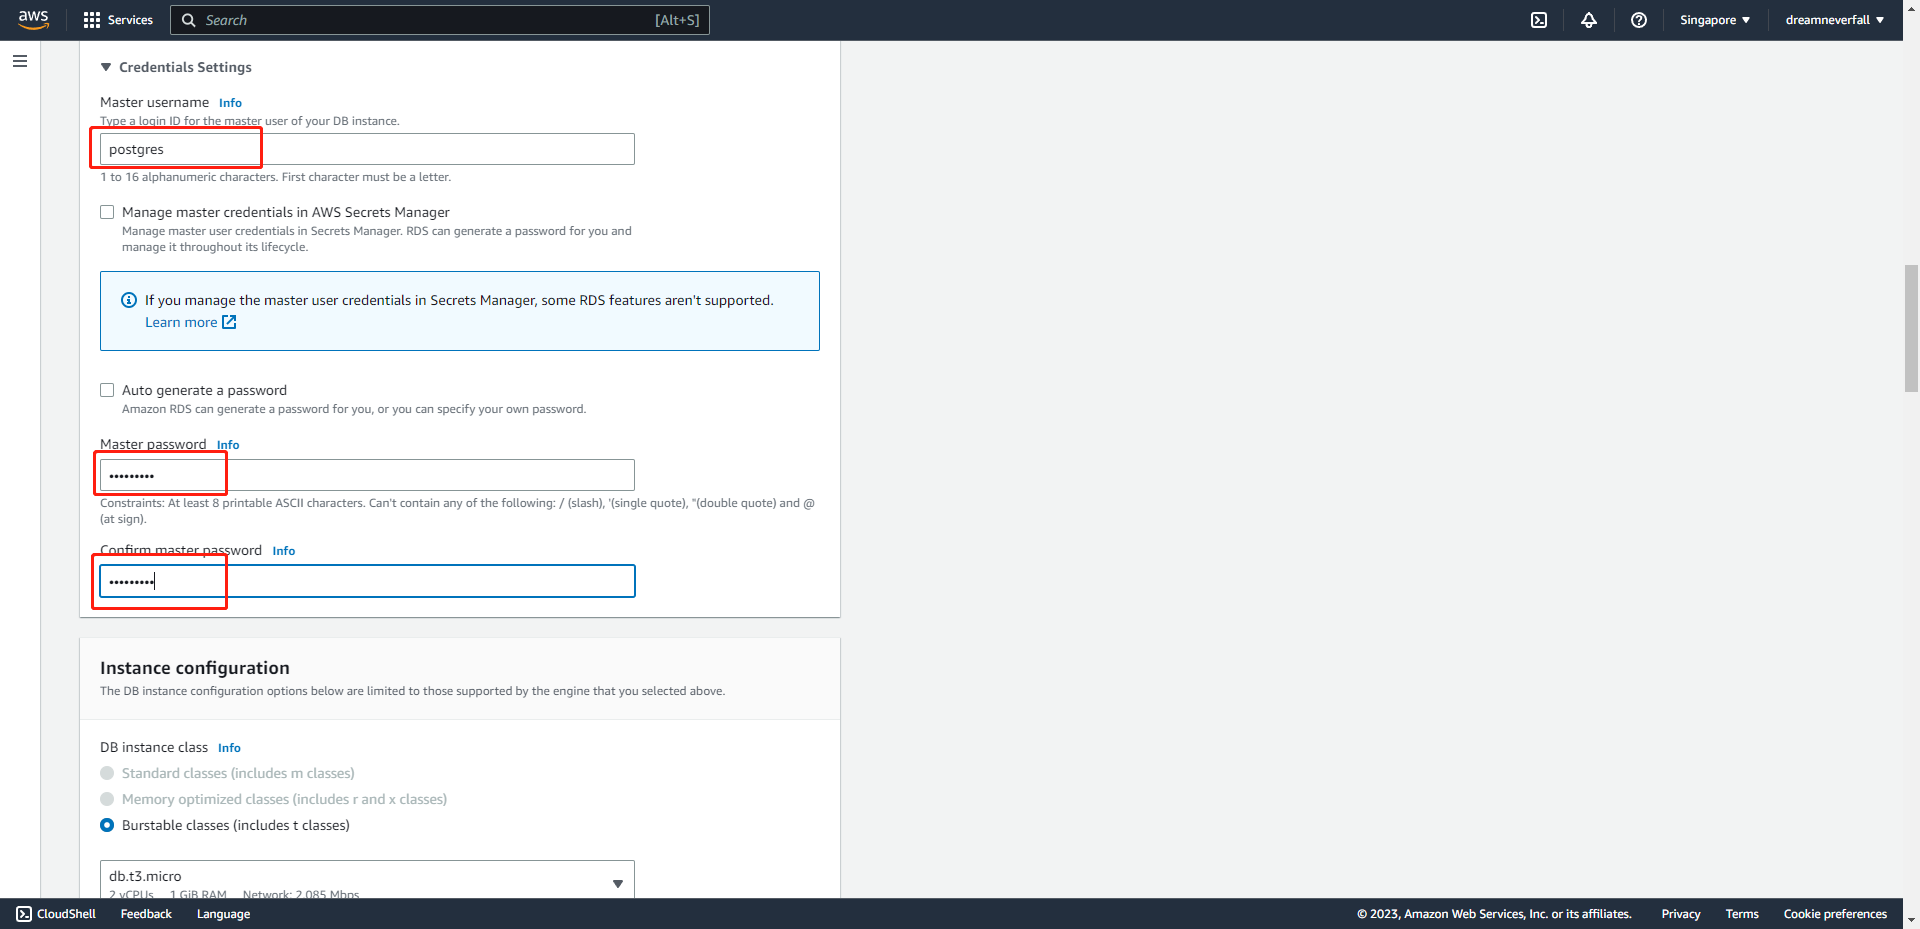 aws
Services
Search
[Alt+S]
Singapore
dreamneverfall
Credentials Settings
Master username Info
Type a login ID for the master user of your DB instance.
postgres
1 to 16 alphanumeric characters. First character must be a letter.
Manage master credentials in AWS Secrets Manager
Manage master user credentials in Secrets Manager. RDS can generate a password for you and
manage it throughout its lifecycle.
If you manage the master user credentials in Secrets Manager, some RDS features aren't supported.
Learn more
Auto generate a password
Amazon RDS can generate a password for you, or you can specify your own password.
Master password Info
•••••••••
Constraints: At least 8 printable ASCII characters. Can't contain any of the following: / (slash), '(single quote), "(double quote) and @
(at sign).
Confirm master password Info
•••••••••
Instance configuration
The DB instance configuration options below are limited to those supported by the engine that you selected above.
DB instance class Info
Standard classes (includes m classes)
Memory optimized classes (includes r and x classes)
Burstable classes (includes t classes)
db.t3.micro
2 vCPUs 1 GiB RAM Network: 2,085 Mbps
CloudShell
Feedback
Language
© 2023, Amazon Web Services, Inc. or its affiliates.
Privacy
Terms
Cookie preferences